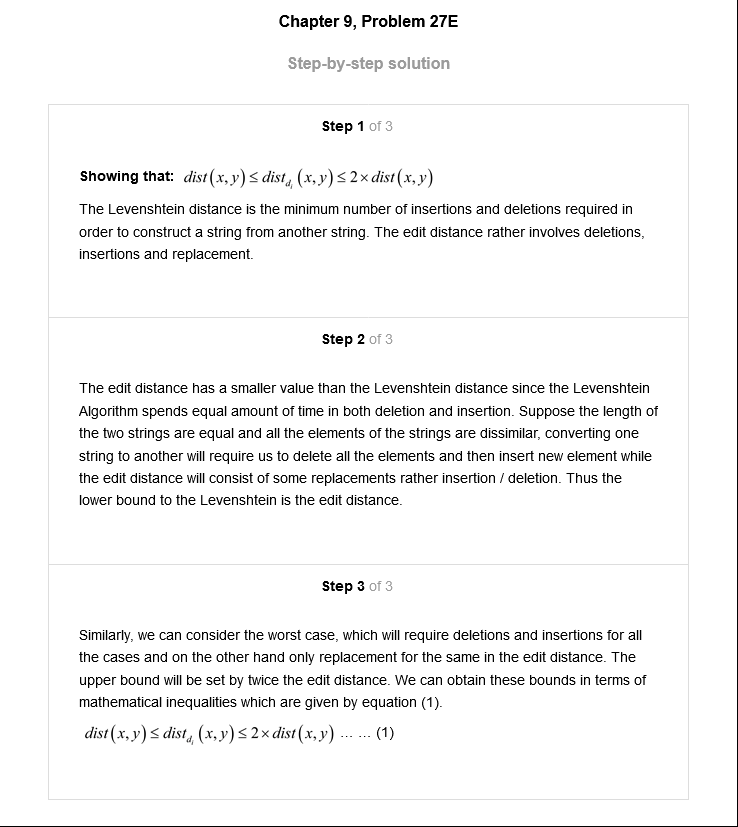 Chapter 9, Problem 27E
Step-by-step solution
Step 1 of 3
Showing that: dist(x, y) ≤ dist_{d_i}(x, y) ≤ 2 × dist(x, y)
The Levenshtein distance is the minimum number of insertions and deletions required in
order to construct a string from another string. The edit distance rather involves deletions,
insertions and replacement.
Step 2 of 3
The edit distance has a smaller value than the Levenshtein distance since the Levenshtein
Algorithm spends equal amount of time in both deletion and insertion. Suppose the length of
the two strings are equal and all the elements of the strings are dissimilar, converting one
string to another will require us to delete all the elements and then insert new element while
the edit distance will consist of some replacements rather insertion / deletion. Thus the
lower bound to the Levenshtein is the edit distance.
Step 3 of 3
Similarly, we can consider the worst case, which will require deletions and insertions for all
the cases and on the other hand only replacement for the same in the edit distance. The
upper bound will be set by twice the edit distance. We can obtain these bounds in terms of
mathematical inequalities which are given by equation (1).
dist(x, y) ≤ dist_{d_i}(x, y) ≤ 2 × dist(x, y) ... ... (1)